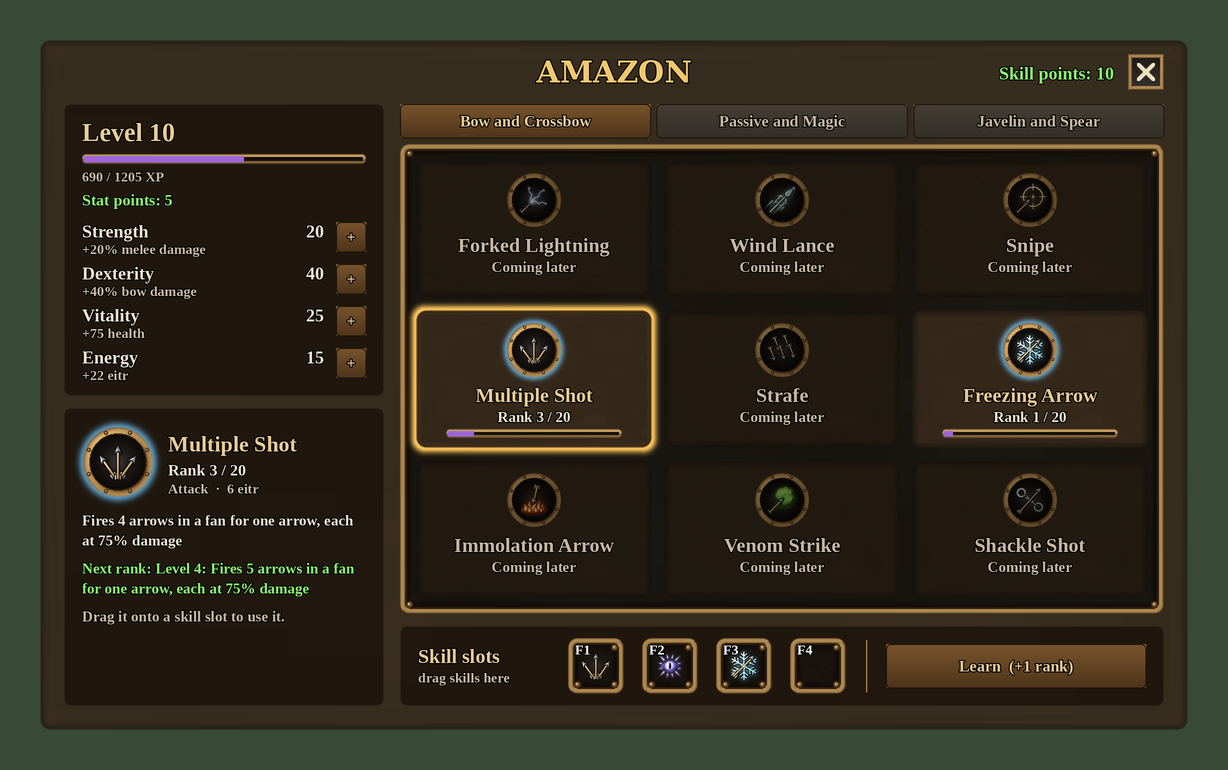 AMAZON
Skill points: 10
Level 10
690 / 1205 XP
Stat points: 5
Strength 20 +
+20% melee damage
Dexterity 40 +
+40% bow damage
Vitality 25 +
+75 health
Energy 15 +
+22 eitr
Multiple Shot
Rank 3 / 20
Attack · 6 eitr
Fires 4 arrows in a fan for one arrow, each
at 75% damage
Next rank: Level 4: Fires 5 arrows in a fan
for one arrow, each at 75% damage
Drag it onto a skill slot to use it.
Bow and Crossbow
Passive and Magic
Javelin and Spear
Forked Lightning
Coming later
Wind Lance
Coming later
Snipe
Coming later
Multiple Shot
Rank 3 / 20
Strafe
Coming later
Freezing Arrow
Rank 1 / 20
Immolation Arrow
Coming later
Venom Strike
Coming later
Shackle Shot
Coming later
Skill slots
drag skills here
F1
F2
F3
F4
Learn (+1 rank)